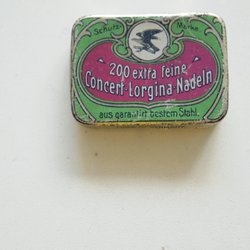 Schutz-Marke
200 extra feine
Concert-Lorgina-Nadeln
aus garantirt bestem Stahl.